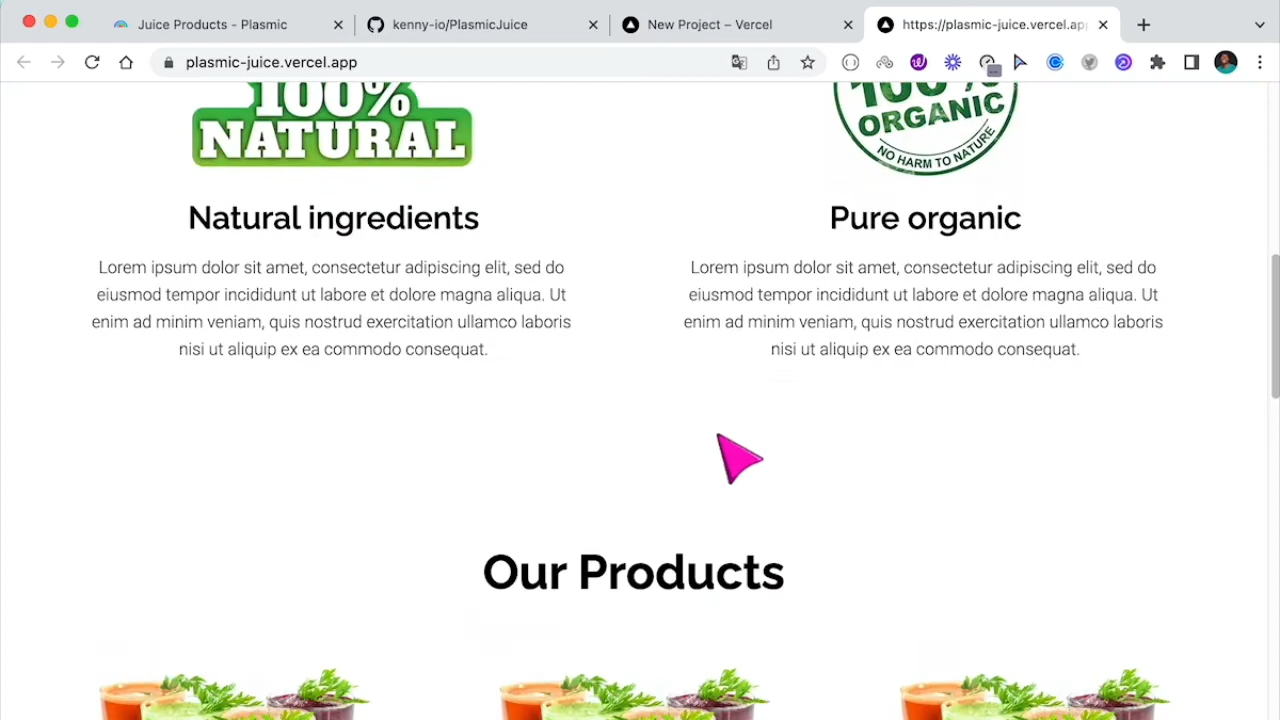 Juice Products - Plasmic
kenny-io/PlasmicJuice
New Project – Vercel
https://plasmic-juice.vercel.app
plasmic-juice.vercel.app
100%
NATURAL
100%
ORGANIC
NO HARM TO NATURE
Natural ingredients
Pure organic
Lorem ipsum dolor sit amet, consectetur adipiscing elit, sed do
eiusmod tempor incididunt ut labore et dolore magna aliqua. Ut
enim ad minim veniam, quis nostrud exercitation ullamco laboris
nisi ut aliquip ex ea commodo consequat.
Lorem ipsum dolor sit amet, consectetur adipiscing elit, sed do
eiusmod tempor incididunt ut labore et dolore magna aliqua. Ut
enim ad minim veniam, quis nostrud exercitation ullamco laboris
nisi ut aliquip ex ea commodo consequat.
Our Products